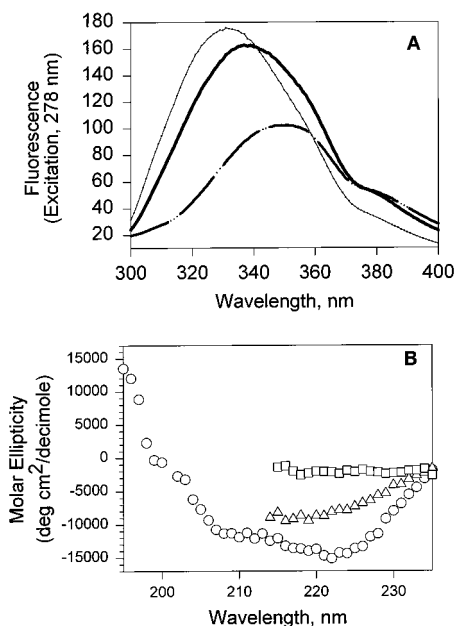 A
Fluorescence
(Excitation, 278 nm)
180
160
140
120
100
80
60
40
20
300 320 340 360 380 400
Wavelength, nm
B
Molar Ellipticity
(deg cm²/decimole)
15000
10000
5000
0
-5000
-10000
-15000
200 210 220 230
Wavelength, nm